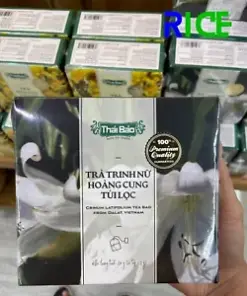 RICE
Thái Bảo
100%
Premium
Quality
TRÀ TRINH NỮ
HOÀNG CUNG
TÚI LỌC
CRINUM LATIFOLIUM TEA BAG
FROM DALAT, VIETNAM